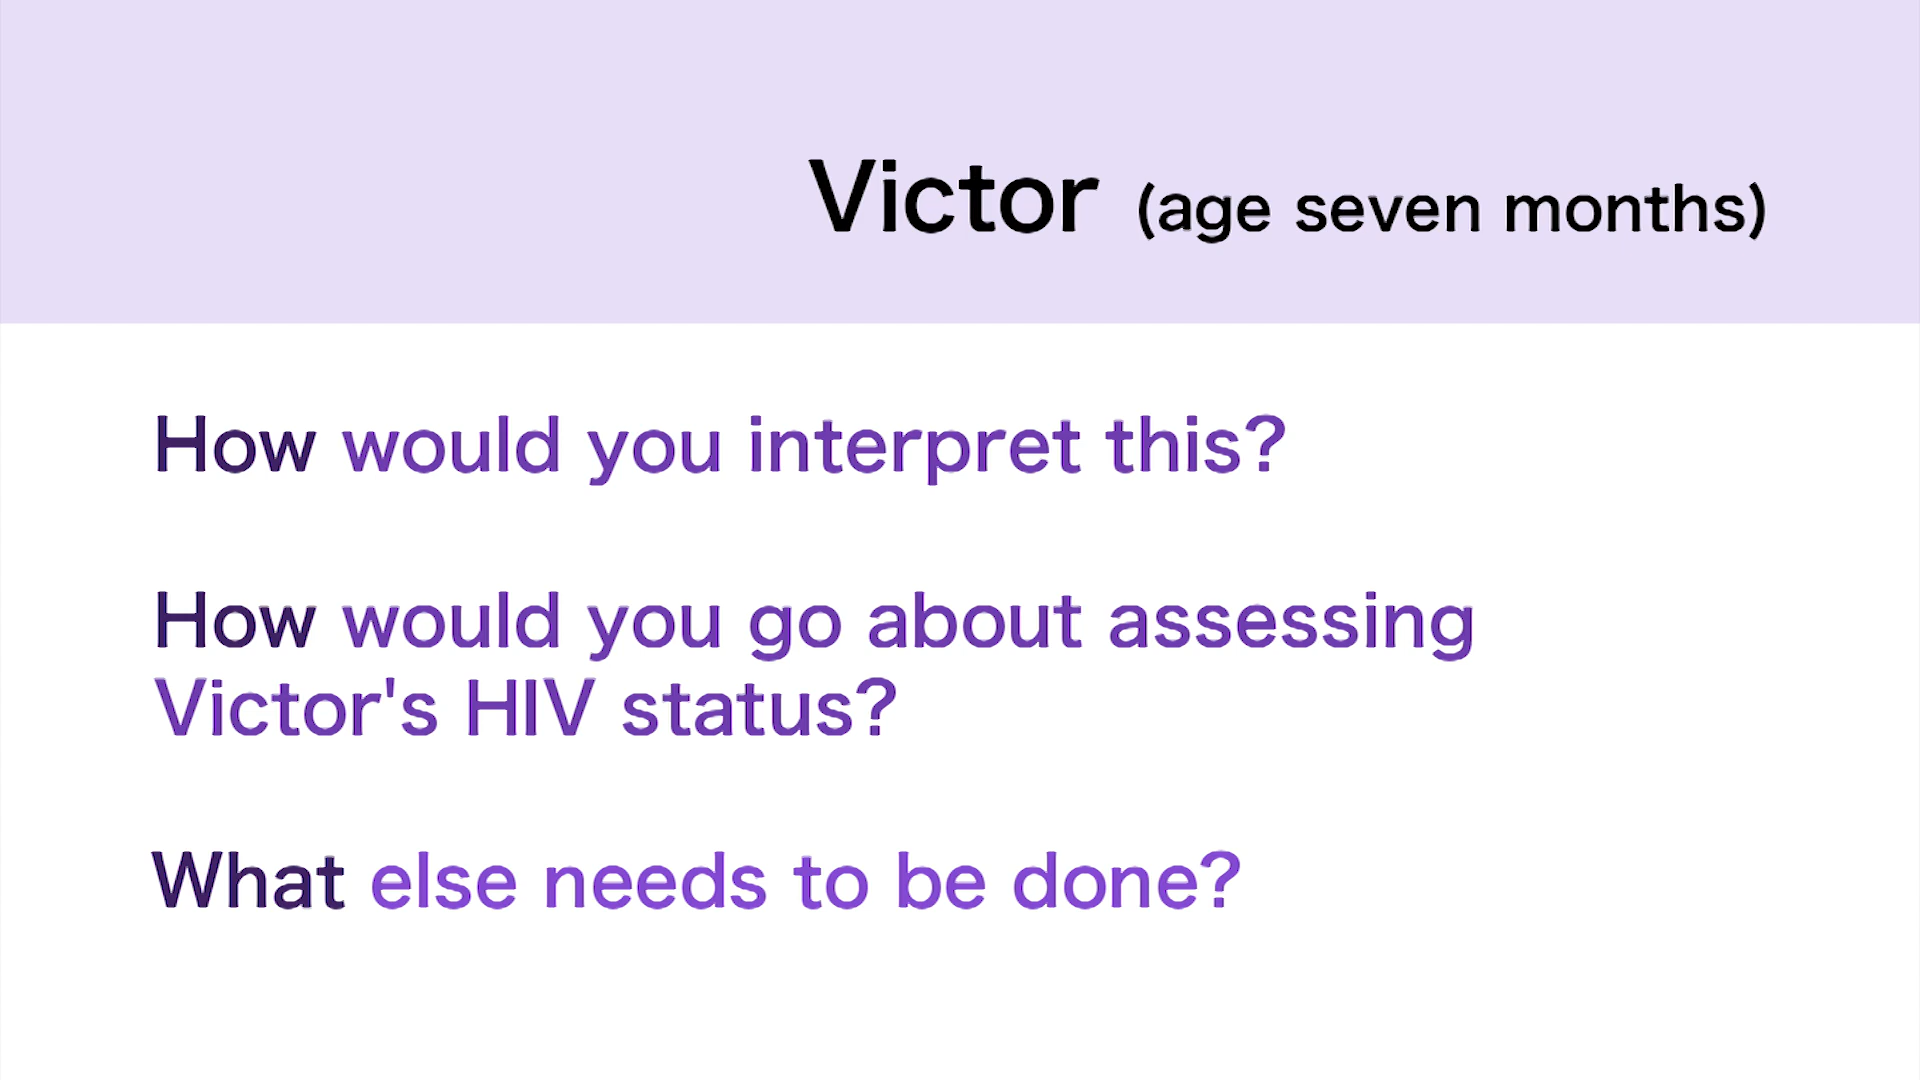 Victor (age seven months)
How would you interpret this?
How would you go about assessing
Victor's HIV status?
What else needs to be done?